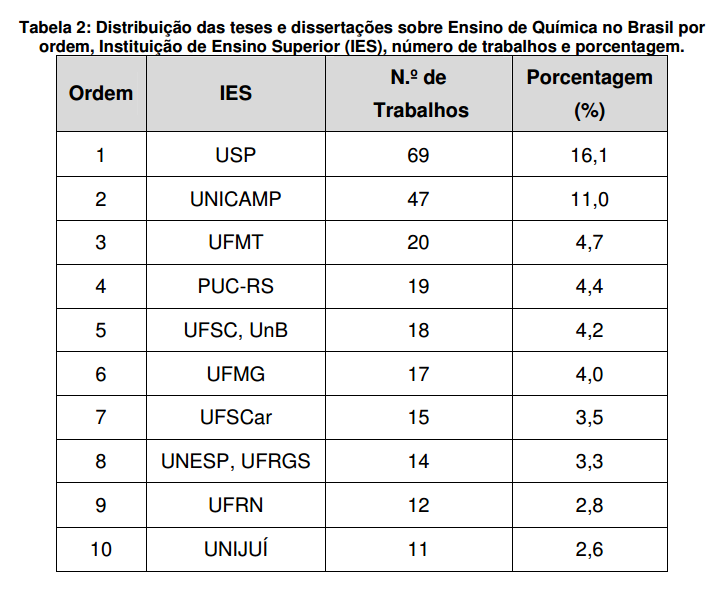 Tabela 2: Distribuição das teses e dissertações sobre Ensino de Química no Brasil por
ordem, Instituição de Ensino Superior (IES), número de trabalhos e porcentagem.
Ordem IES N.º de Trabalhos Porcentagem (%)
1 USP 69 16,1
2 UNICAMP 47 11,0
3 UFMT 20 4,7
4 PUC-RS 19 4,4
5 UFSC, UnB 18 4,2
6 UFMG 17 4,0
7 UFSCar 15 3,5
8 UNESP, UFRGS 14 3,3
9 UFRN 12 2,8
10 UNIJUÍ 11 2,6